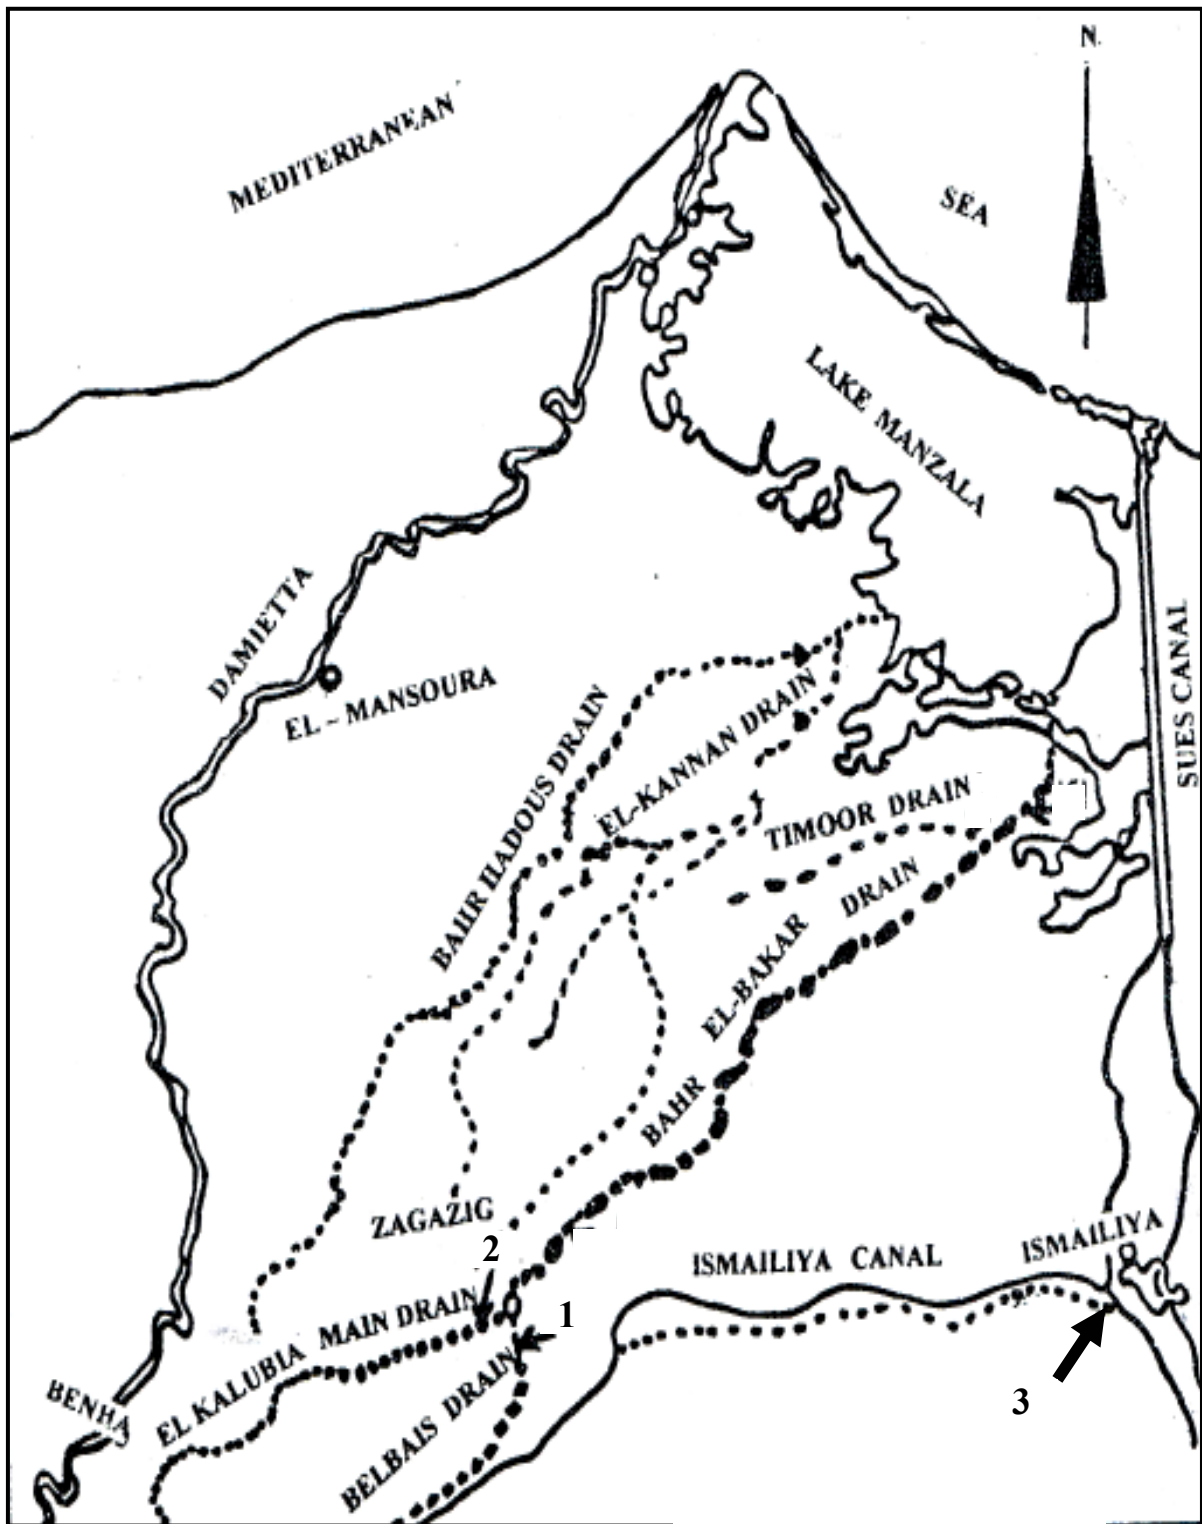 N.
MEDITERRANEAN
SEA
LAKE MANZALA
DAMIETTA
EL-MANSOURA
SUES CANAL
BAHR HADOUS DRAIN
EL-KANNAN DRAIN
TIMOOR DRAIN
BAHR EL-BAKAR DRAIN
ZAGAZIG
2
ISMAILIYA CANAL
ISMAILIYA
1
EL KALUBIA MAIN DRAIN
BENHA
BELBAIS DRAIN
3